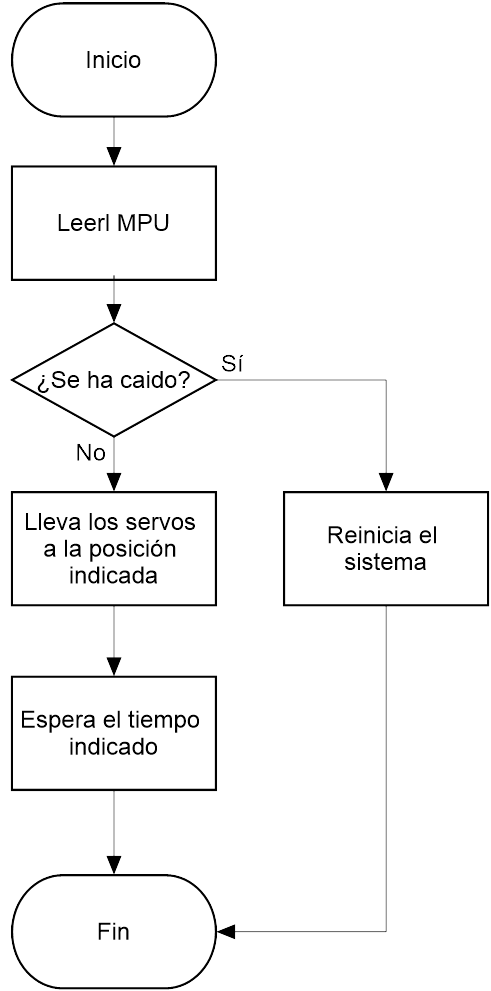 Inicio
Leerl MPU
¿Se ha caido?
Sí
No
Lleva los servos
a la posición
indicada
Reinicia el
sistema
Espera el tiempo
indicado
Fin